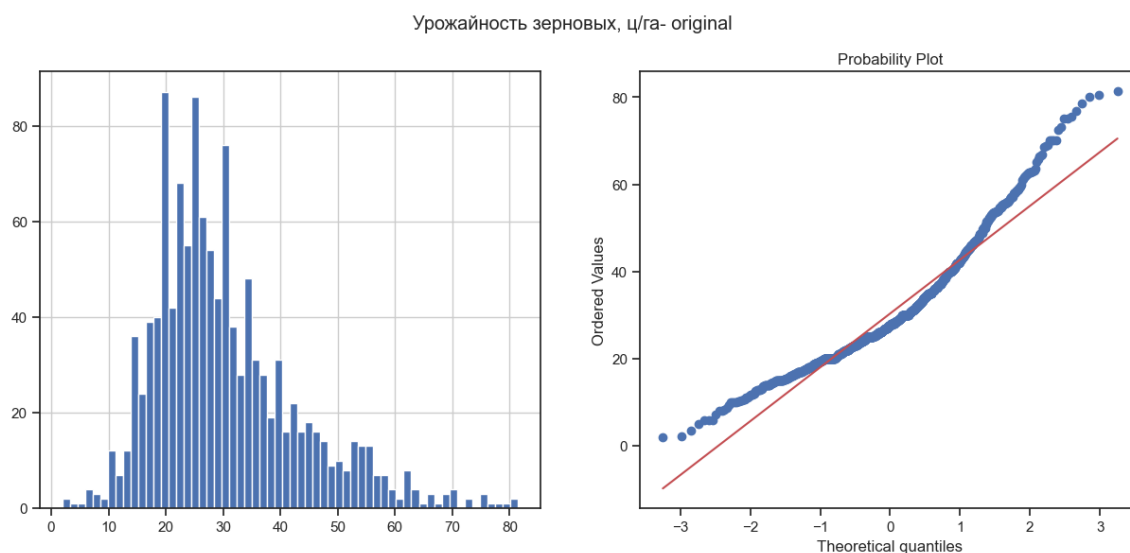 Урожайность зерновых, ц/га- original
Probability Plot
80
60
40
20
0
0 10 20 30 40 50 60 70 80
Ordered Values
80
60
40
20
0
−3 −2 −1 0 1 2 3
Theoretical quantiles